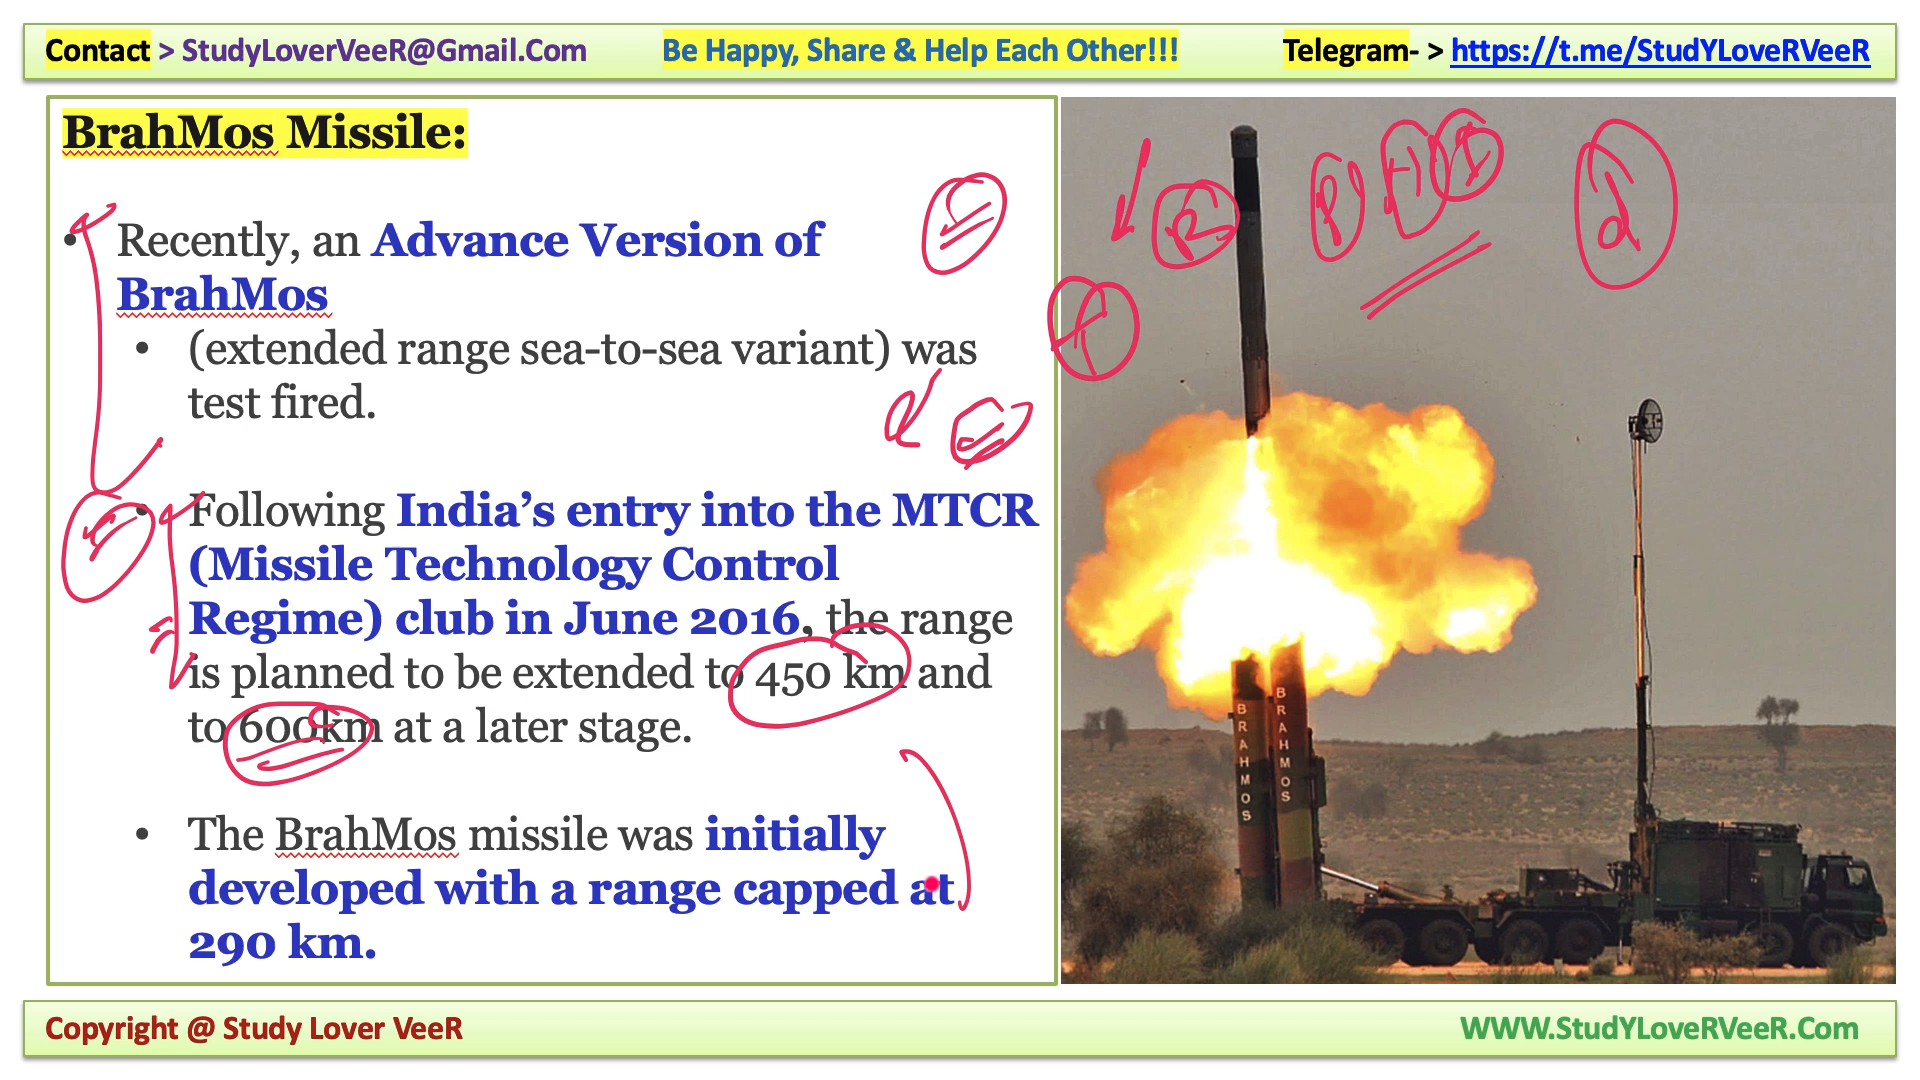 Contact > StudyLoverVeeR@Gmail.Com Be Happy, Share & Help Each Other!!! Telegram- > https://t.me/StudYLoveRVeeR
BrahMos Missile:
• Recently, an Advance Version of
BrahMos
• (extended range sea-to-sea variant) was
test fired.
• Following India's entry into the MTCR
(Missile Technology Control
Regime) club in June 2016, the range
is planned to be extended to 450 km and
to 600km at a later stage.
• The BrahMos missile was initially
developed with a range capped at
290 km.
BRAHMOS
BRAHMOS
Copyright @ Study Lover VeeR WWW.StudYLoveRVeeR.Com